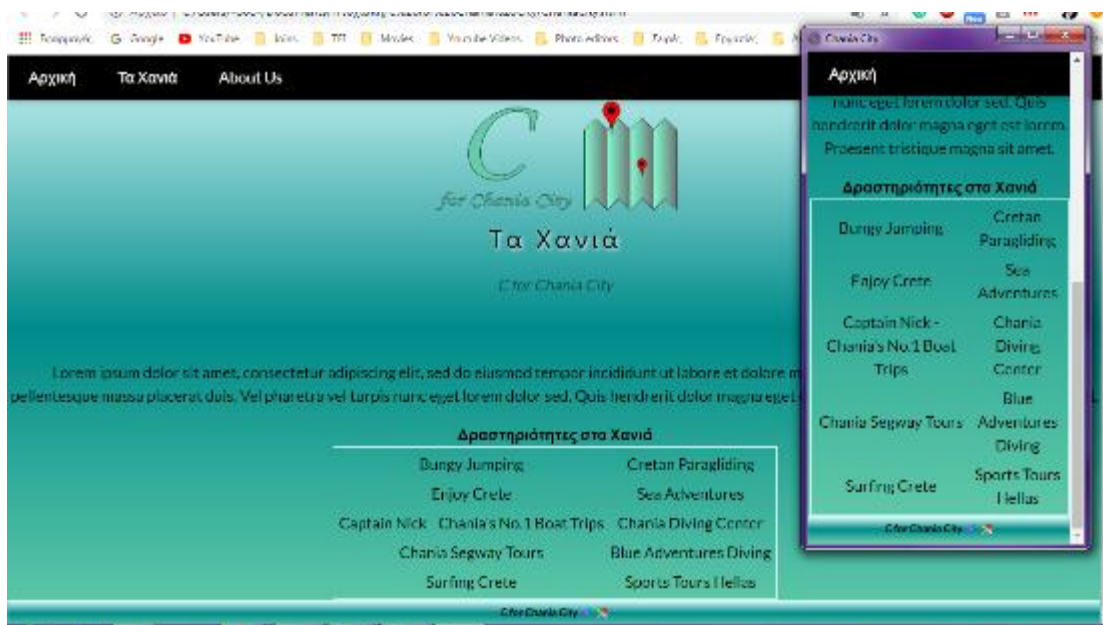 Google YouTube Movies Youtube Videos Photo editors
Αρχική Τα Χανιά About Us
C
for Chania City
Τα Χανιά
C for Chania City
Lorem ipsum dolor sit amet, consectetur adipiscing elit, sed do eiusmod tempor incididunt ut labore et dolore
pellentesque massa placerat duis. Vel pharetra vel turpis nunc eget lorem dolor sed. Quis hendrerit dolor magna eget
Δραστηριότητες στα Χανιά
Bungy Jumping Cretan Paragliding
Enjoy Crete Sea Adventures
Captain Nick - Chania's No.1 Boat Trips Chania Diving Center
Chania Segway Tours Blue Adventures Diving
Surfing Crete Sports Tours Hellas
C for Chania City
Chania City
Αρχική
nunc eget lorem dolor sed. Quis
hendrerit dolor magna eget est lorem.
Praesent tristique magna sit amet.
Δραστηριότητες στα Χανιά
Bungy Jumping Cretan
Paragliding
Enjoy Crete Sea
Adventures
Captain Nick -
Chania's No.1 Boat
Trips
Chania
Diving
Center
Chania Segway Tours Blue
Adventures
Diving
Surfing Crete Sports Tours
Hellas
C for Chania City